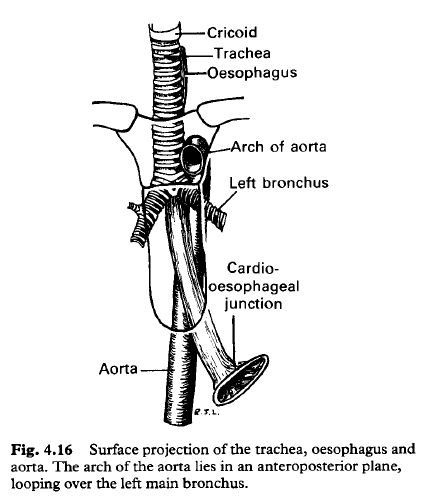 Cricoid
Trachea
Oesophagus
Arch of aorta
Left bronchus
Cardio-
oesophageal
junction
Aorta
R.T.L.
Fig. 4.16 Surface projection of the trachea, oesophagus and
aorta. The arch of the aorta lies in an anteroposterior plane,
looping over the left main bronchus.